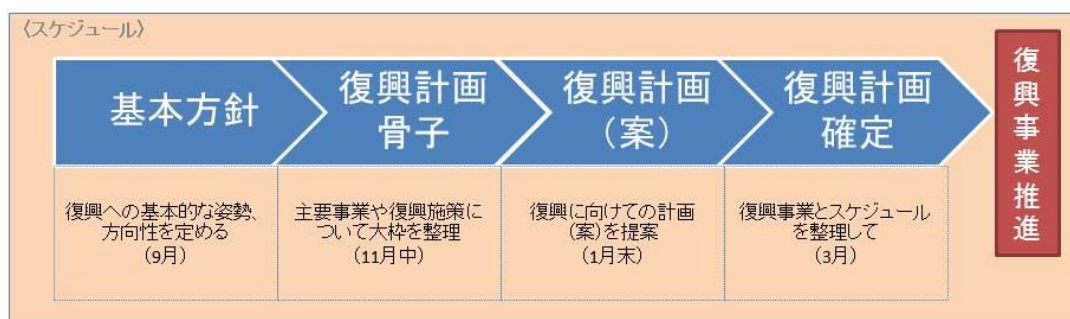 〈スケジュール〉
基本方針
復興計画
骨子
復興計画
(案)
復興計画
確定
復興事業推進
復興への基本的な姿勢、
方向性を定める
(9月)
主要事業や復興施策に
ついて大枠を整理
(11月中)
復興に向けての計画
(案)を提案
(1月末)
復興事業とスケジュール
を整理して
(3月)